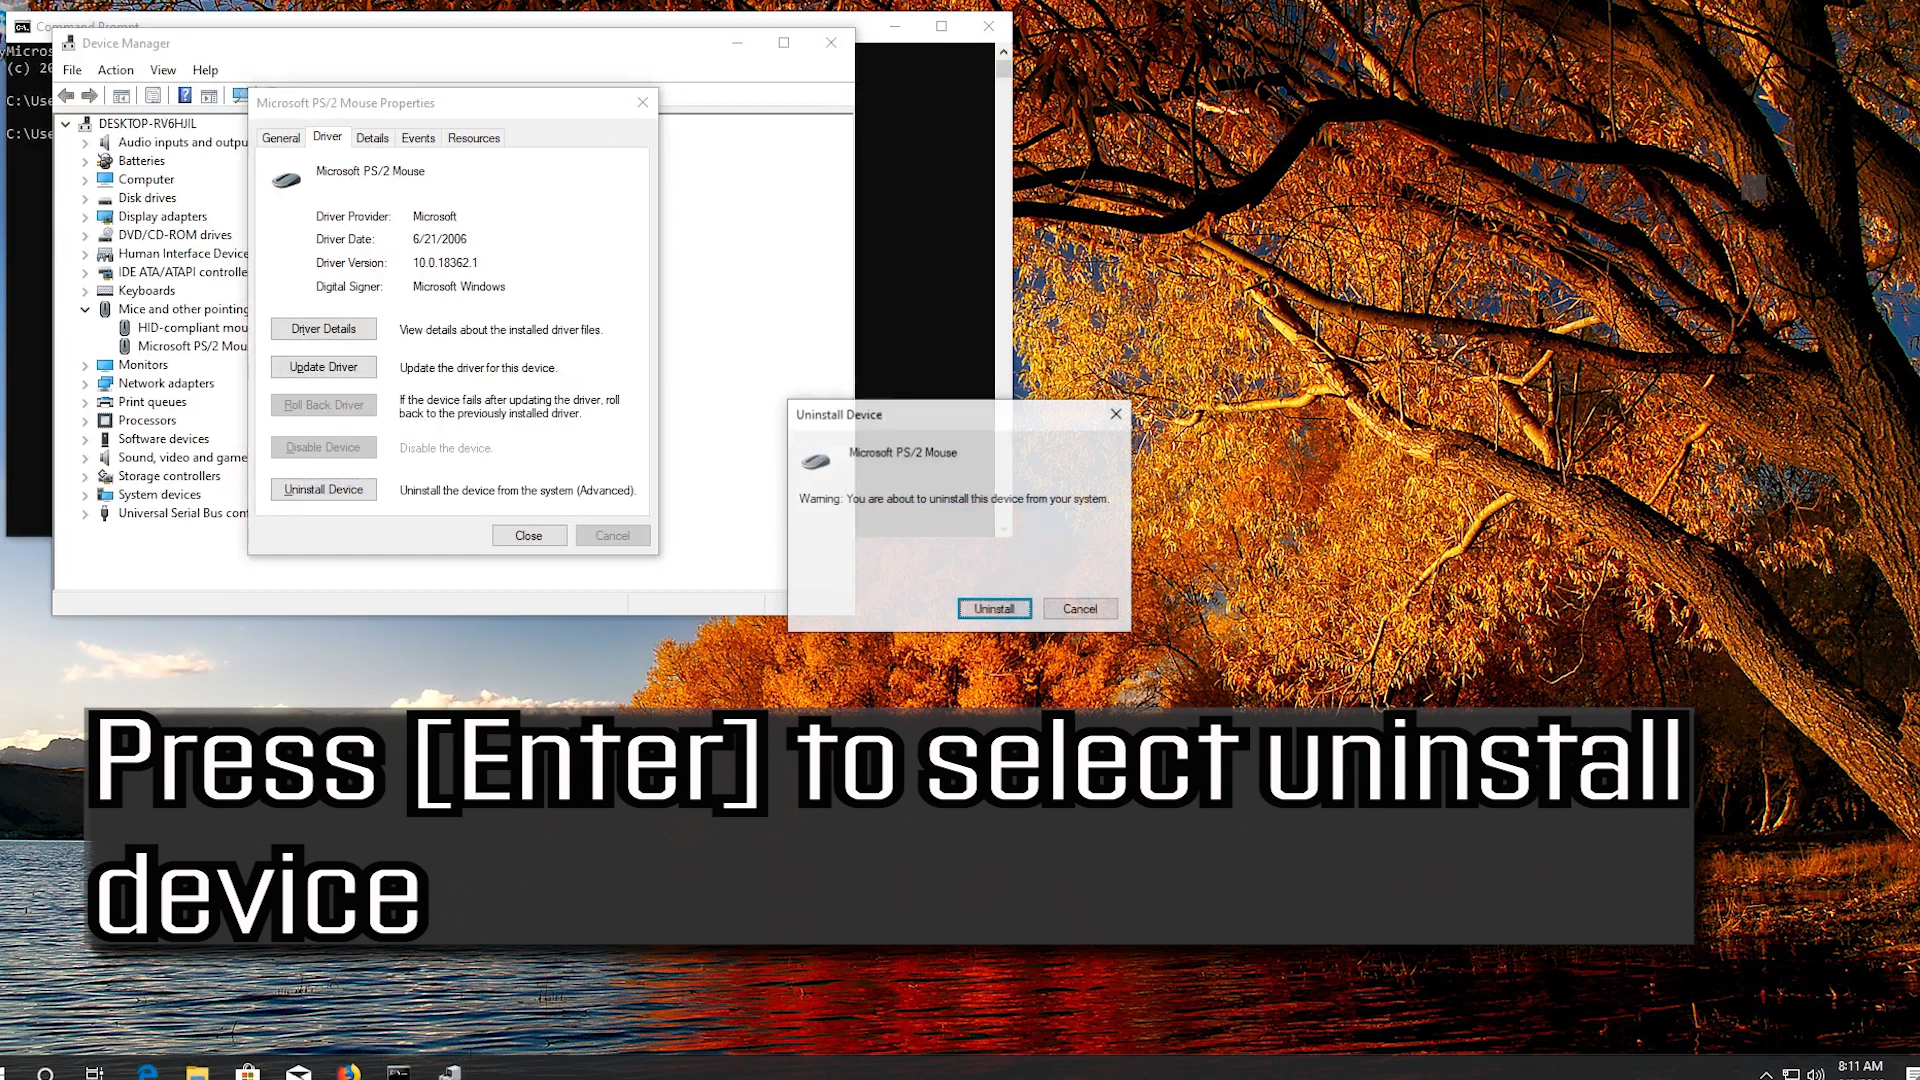 Command Prompt
Micros
(c) 20
C:\Use
C:\Use
Device Manager
File Action View Help
DESKTOP-RV6HJIL
Audio inputs and outpu
Batteries
Computer
Disk drives
Display adapters
DVD/CD-ROM drives
Human Interface Device
IDE ATA/ATAPI controlle
Keyboards
Mice and other pointing
HID-compliant mou
Microsoft PS/2 Mou
Monitors
Network adapters
Print queues
Processors
Software devices
Sound, video and game
Storage controllers
System devices
Universal Serial Bus con
Microsoft PS/2 Mouse Properties
General Driver Details Events Resources
Microsoft PS/2 Mouse
Driver Provider: Microsoft
Driver Date: 6/21/2006
Driver Version: 10.0.18362.1
Digital Signer: Microsoft Windows
Driver Details View details about the installed driver files.
Update Driver Update the driver for this device.
Roll Back Driver If the device fails after updating the driver, roll
back to the previously installed driver.
Disable Device Disable the device.
Uninstall Device Uninstall the device from the system (Advanced).
Close Cancel
Uninstall Device
Microsoft PS/2 Mouse
Warning: You are about to uninstall this device from your system.
Uninstall Cancel
Press [Enter] to select uninstall
device
8:11 AM